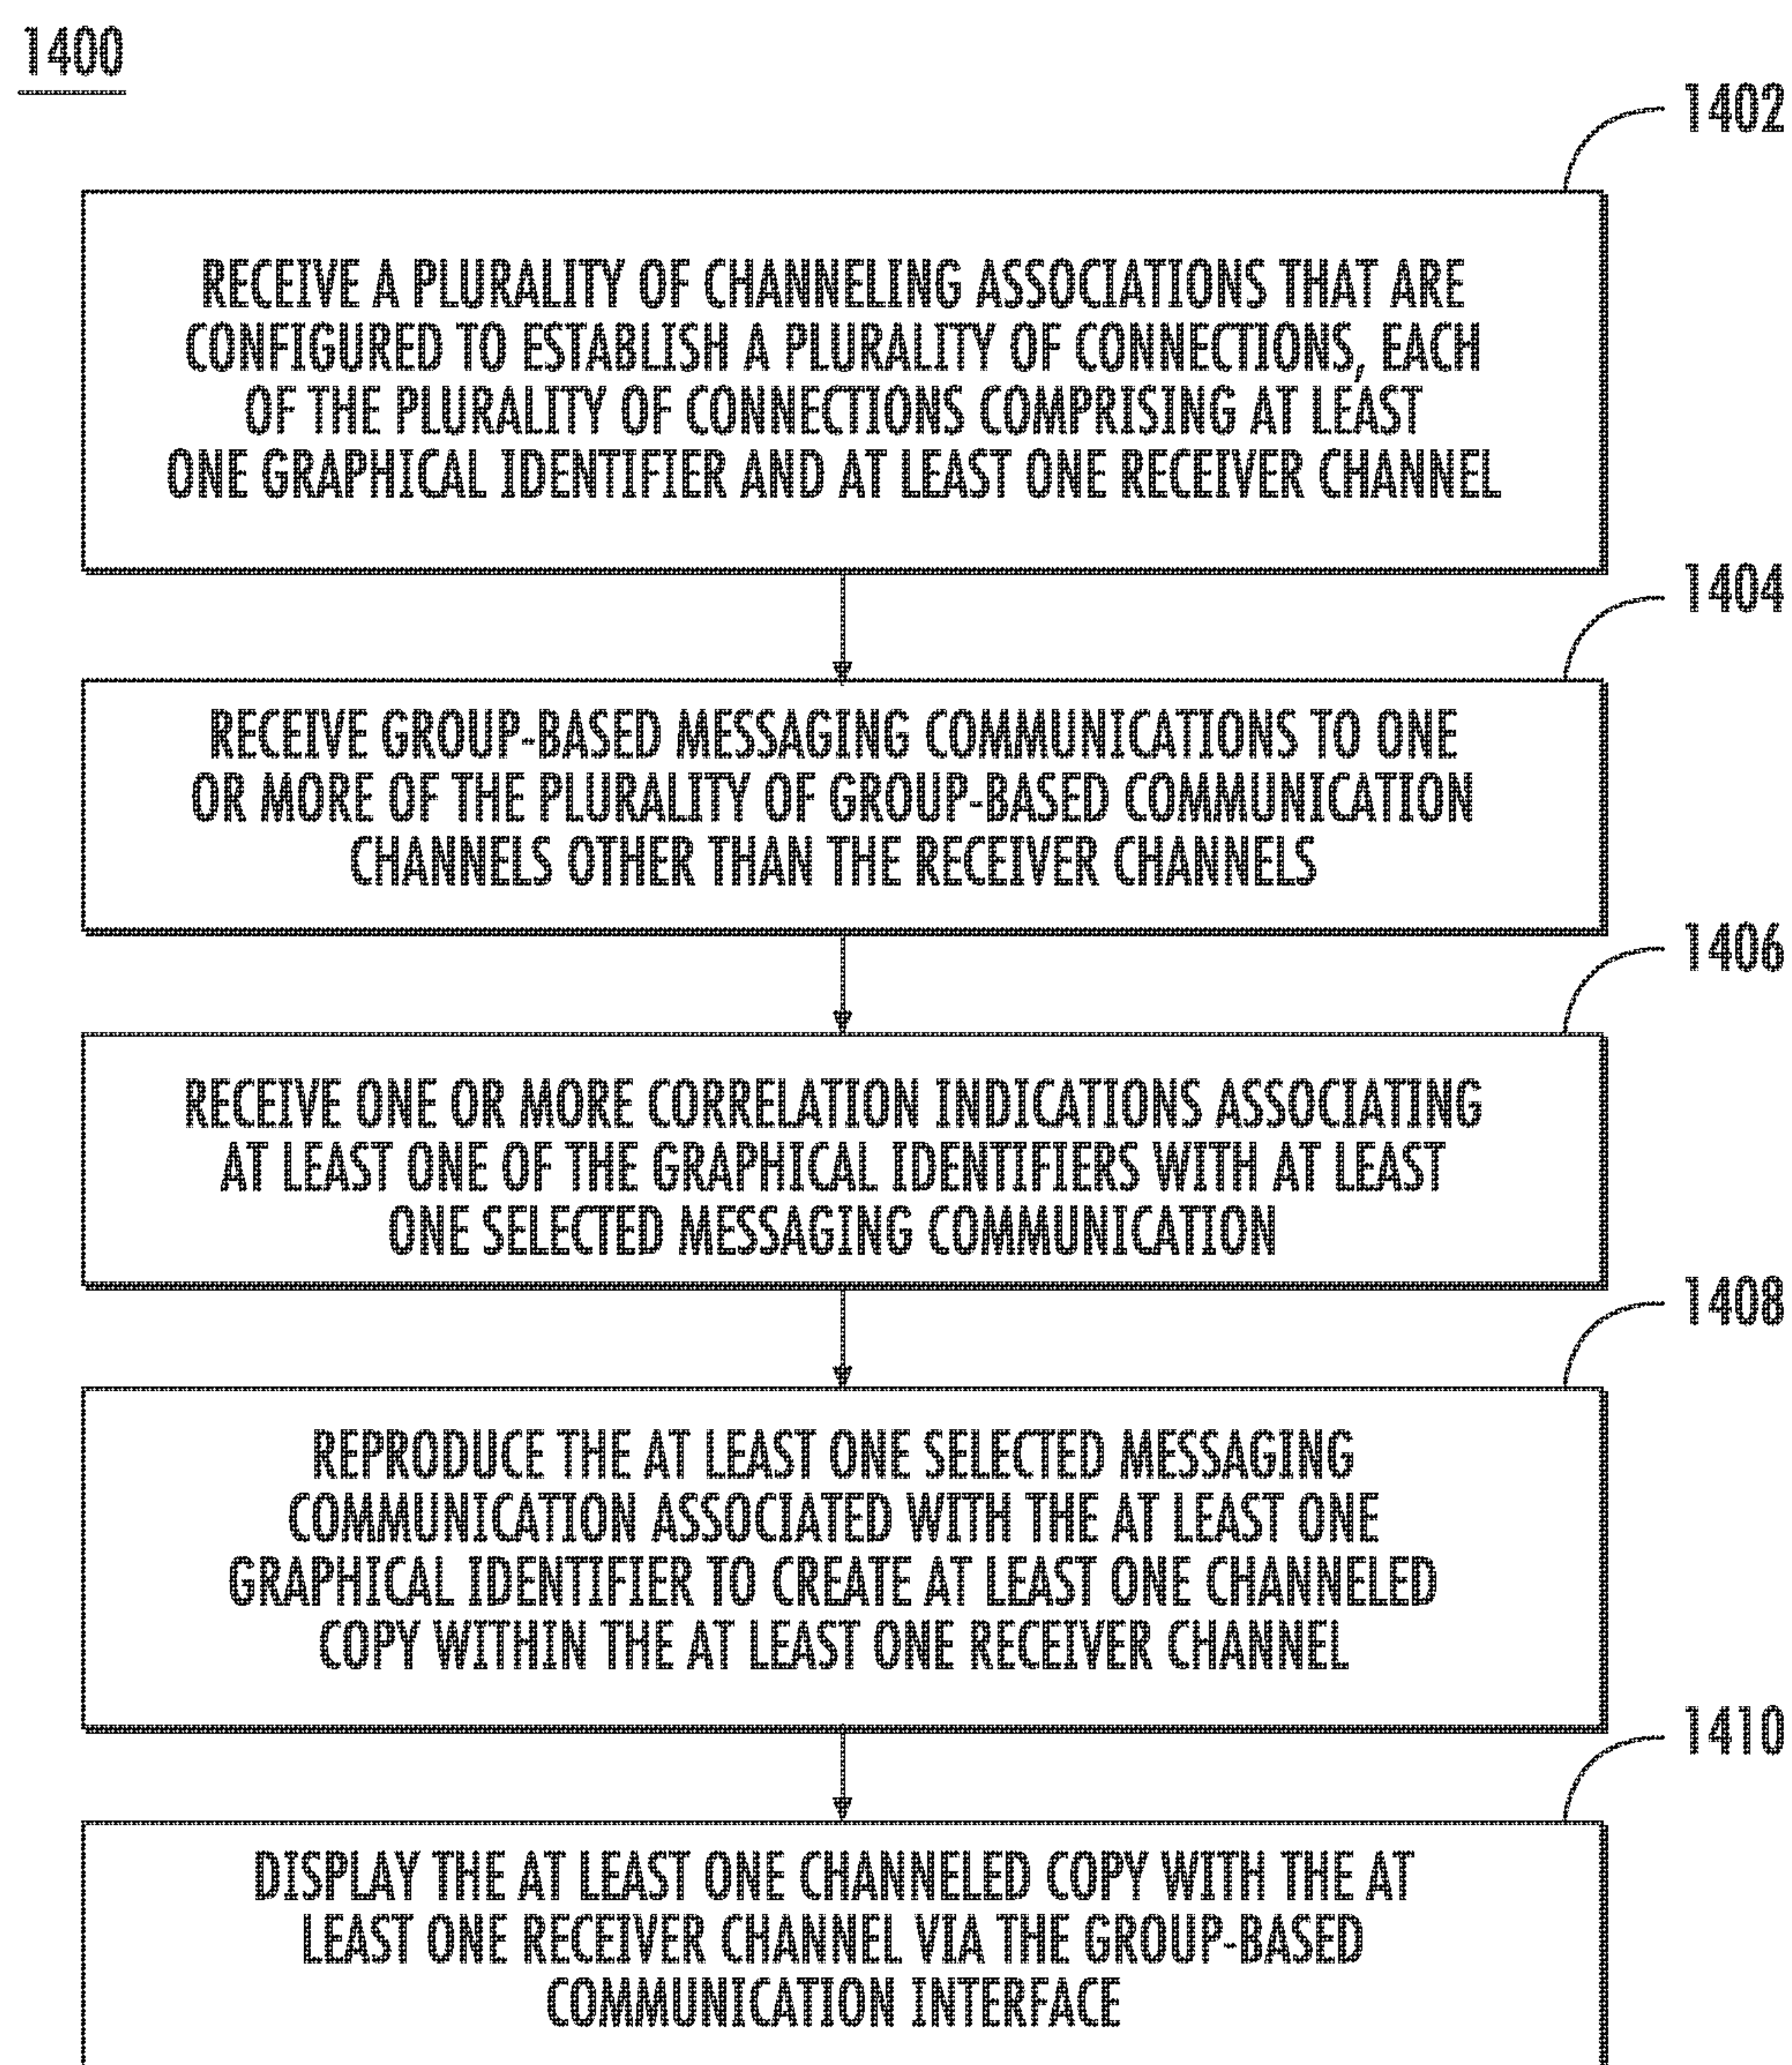 1400
1402
RECEIVE A PLURALITY OF CHANNELING ASSOCIATIONS THAT ARE
CONFIGURED TO ESTABLISH A PLURALITY OF CONNECTIONS, EACH
OF THE PLURALITY OF CONNECTIONS COMPRISING AT LEAST
ONE GRAPHICAL IDENTIFIER AND AT LEAST ONE RECEIVER CHANNEL
1404
RECEIVE GROUP-BASED MESSAGING COMMUNICATIONS TO ONE
OR MORE OF THE PLURALITY OF GROUP-BASED COMMUNICATION
CHANNELS OTHER THAN THE RECEIVER CHANNELS
1406
RECEIVE ONE OR MORE CORRELATION INDICATIONS ASSOCIATING
AT LEAST ONE OF THE GRAPHICAL IDENTIFIERS WITH AT LEAST
ONE SELECTED MESSAGING COMMUNICATION
1408
REPRODUCE THE AT LEAST ONE SELECTED MESSAGING
COMMUNICATION ASSOCIATED WITH THE AT LEAST ONE
GRAPHICAL IDENTIFIER TO CREATE AT LEAST ONE CHANNELED
COPY WITHIN THE AT LEAST ONE RECEIVER CHANNEL
1410
DISPLAY THE AT LEAST ONE CHANNELED COPY WITH THE AT
LEAST ONE RECEIVER CHANNEL VIA THE GROUP-BASED
COMMUNICATION INTERFACE